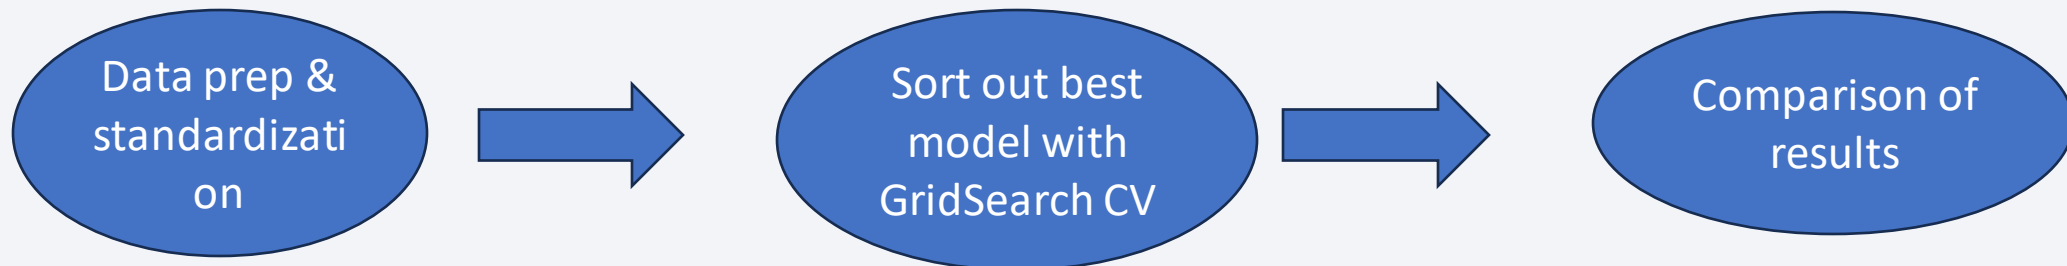 Data prep &
standardizati
on
Sort out best
model with
GridSearch CV
Comparison of
results